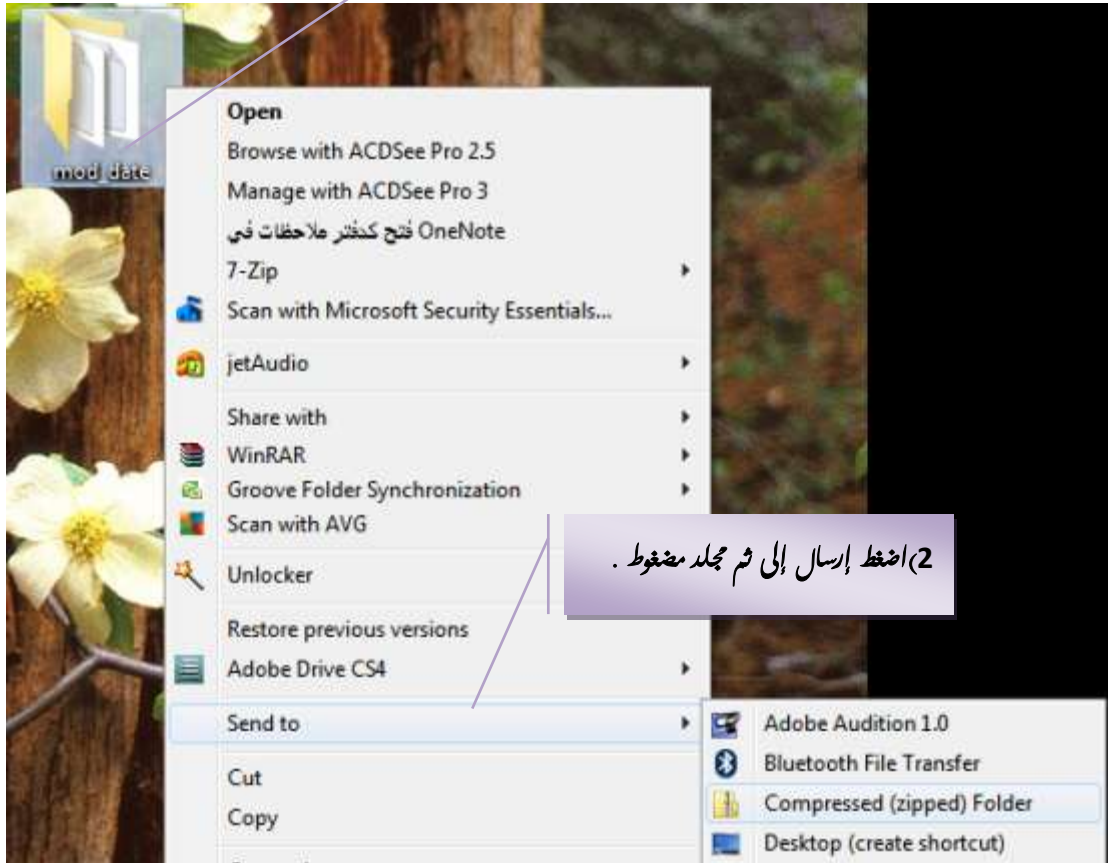 mod_date
Open
Browse with ACDSee Pro 2.5
Manage with ACDSee Pro 3
فتح كدفتر ملاحظات في OneNote
7-Zip
Scan with Microsoft Security Essentials...
jetAudio
Share with
WinRAR
Groove Folder Synchronization
Scan with AVG
2) اضغط إرسال إلى ثم مجلد مضغوط .
Unlocker
Restore previous versions
Adobe Drive CS4
Send to
Adobe Audition 1.0
Bluetooth File Transfer
Cut
Compressed (zipped) Folder
Copy
Desktop (create shortcut)